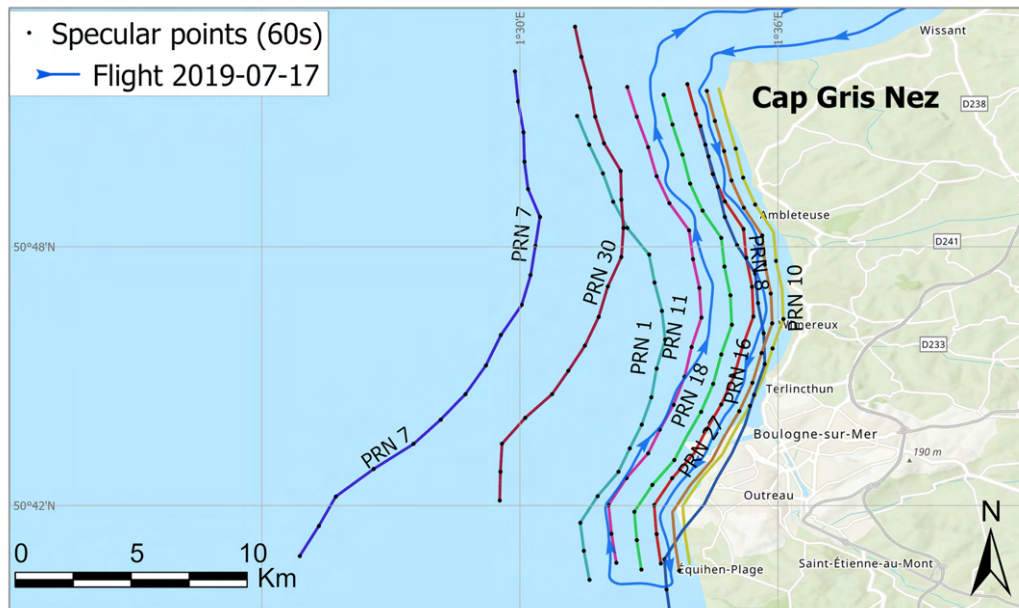 Specular points (60s)
Flight 2019-07-17
1°30'E
1°36'E
Wissant
Cap Gris Nez
D238
Ambleteuse
50°48'N
D241
PRN 7
PRN 30
PRN 8
PRN 10
PRN 1
PRN 11
Wimereux
D233
PRN 18
PRN 16
Terlincthun
PRN 7
PRN 27
Boulogne-sur-Mer
190 m
Outreau
50°42'N
N
0 5 10
Km
Équihen-Plage
Saint-Étienne-au-Mont